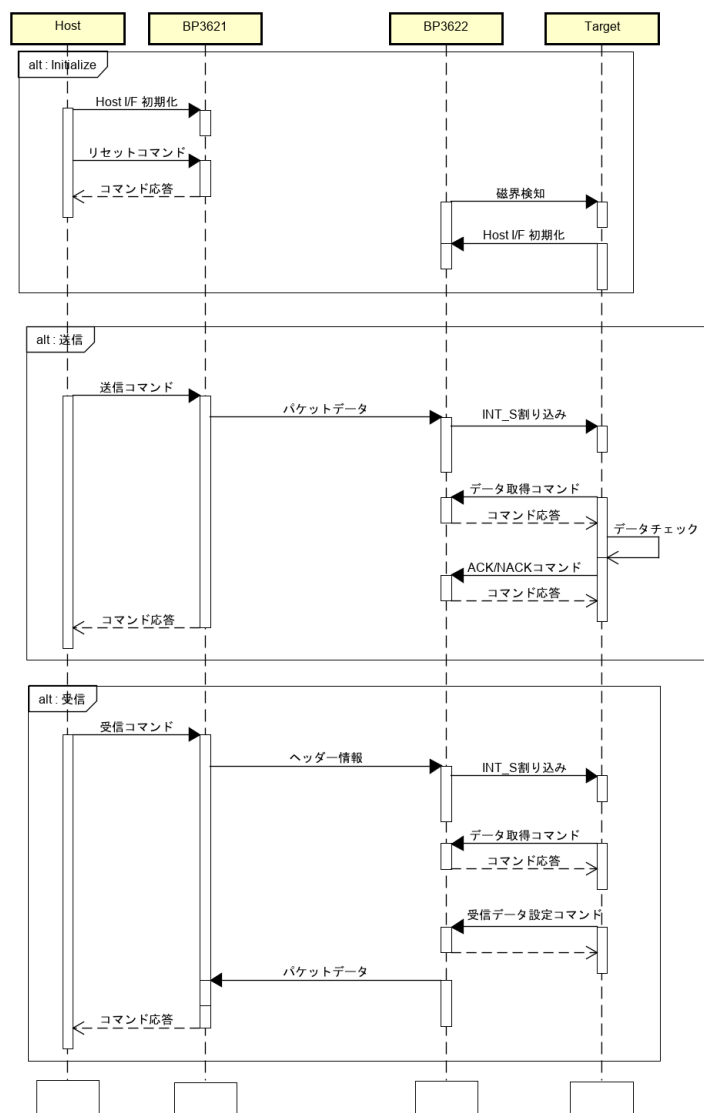 Host
BP3621
BP3622
Target
alt : Initialize
Host I/F 初期化
リセットコマンド
コマンド応答
磁界検知
Host I/F 初期化
alt : 送信
送信コマンド
パケットデータ
INT_S割り込み
データ取得コマンド
コマンド応答
データチェック
ACK/NACKコマンド
コマンド応答
コマンド応答
alt : 受信
受信コマンド
ヘッダー情報
INT_S割り込み
データ取得コマンド
コマンド応答
受信データ設定コマンド
パケットデータ
コマンド応答